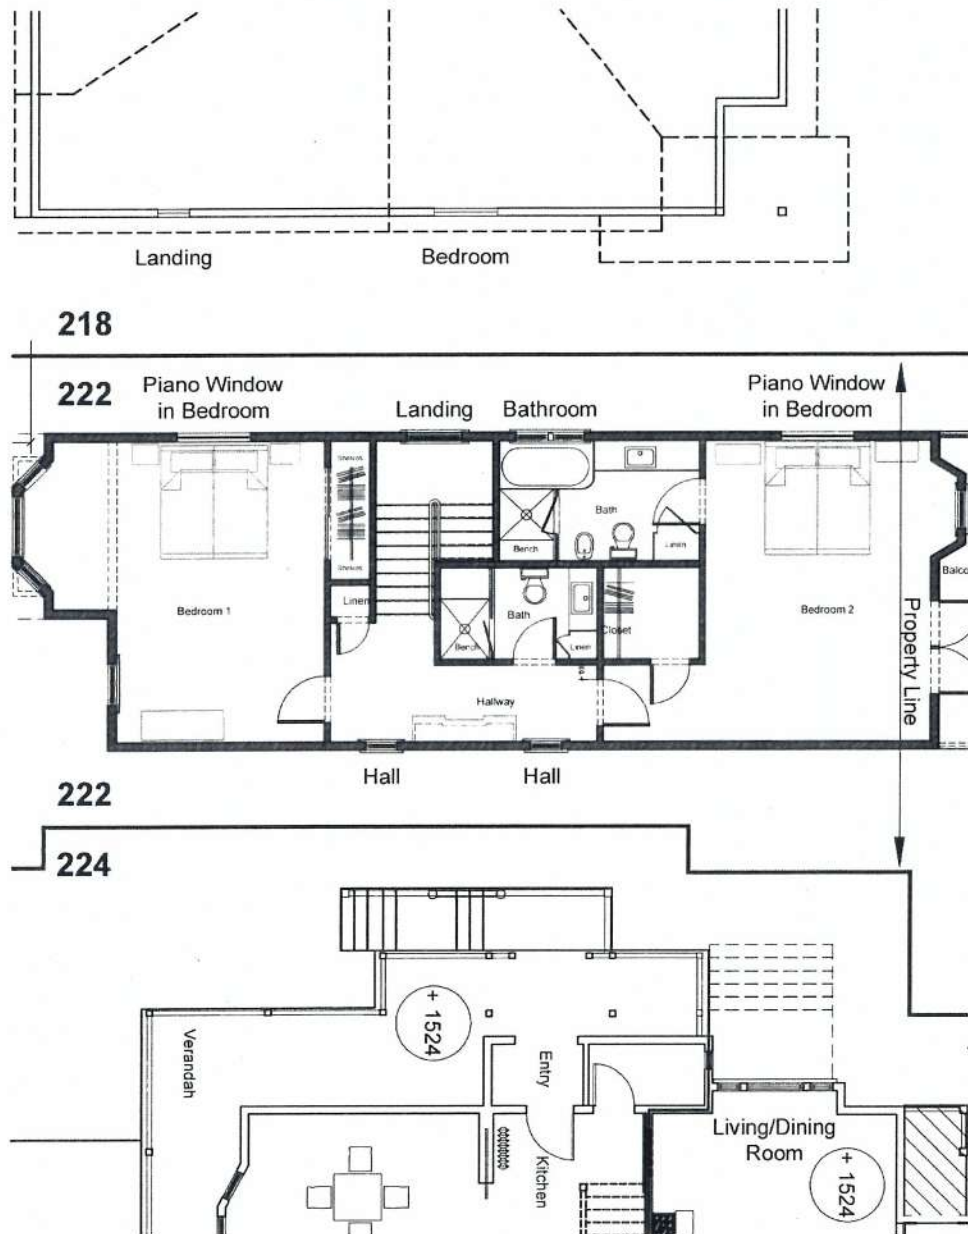 Landing
Bedroom
218
222
Piano Window
in Bedroom
Landing
Bathroom
Piano Window
in Bedroom
Shelves
Shelves
Bath
Bench
Linen
Linen
Bath
Bench
Linen
Closet
Bedroom 1
Bedroom 2
Balco
Hallway
Property Line
Hall
Hall
222
224
Verandah
+ 1524
Entry
Kitchen
Living/Dining
Room
+ 1524